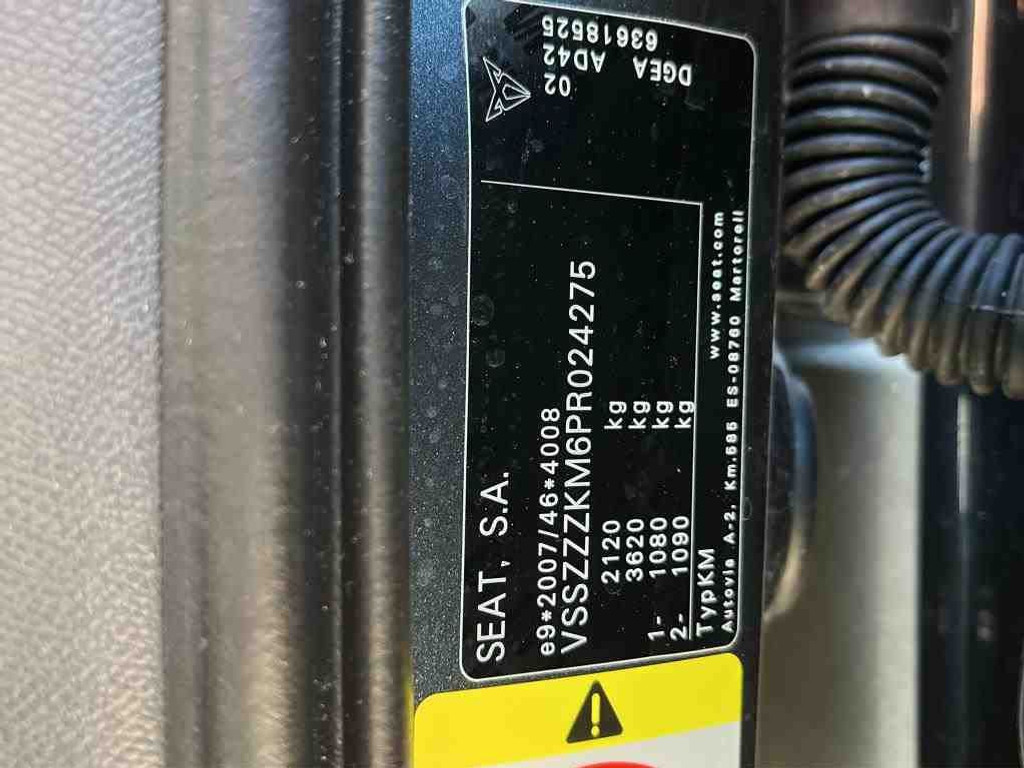 SEAT, S.A.
e9*2007/46*4008
VSSZZZKM6PR024275
2120 kg
3620 kg
1- 1080 kg
2- 1090 kg
TypKM
www.seat.com
Autovia A-2, Km.585 ES-08760 Martorell
63618525
AD42
02
DGEA